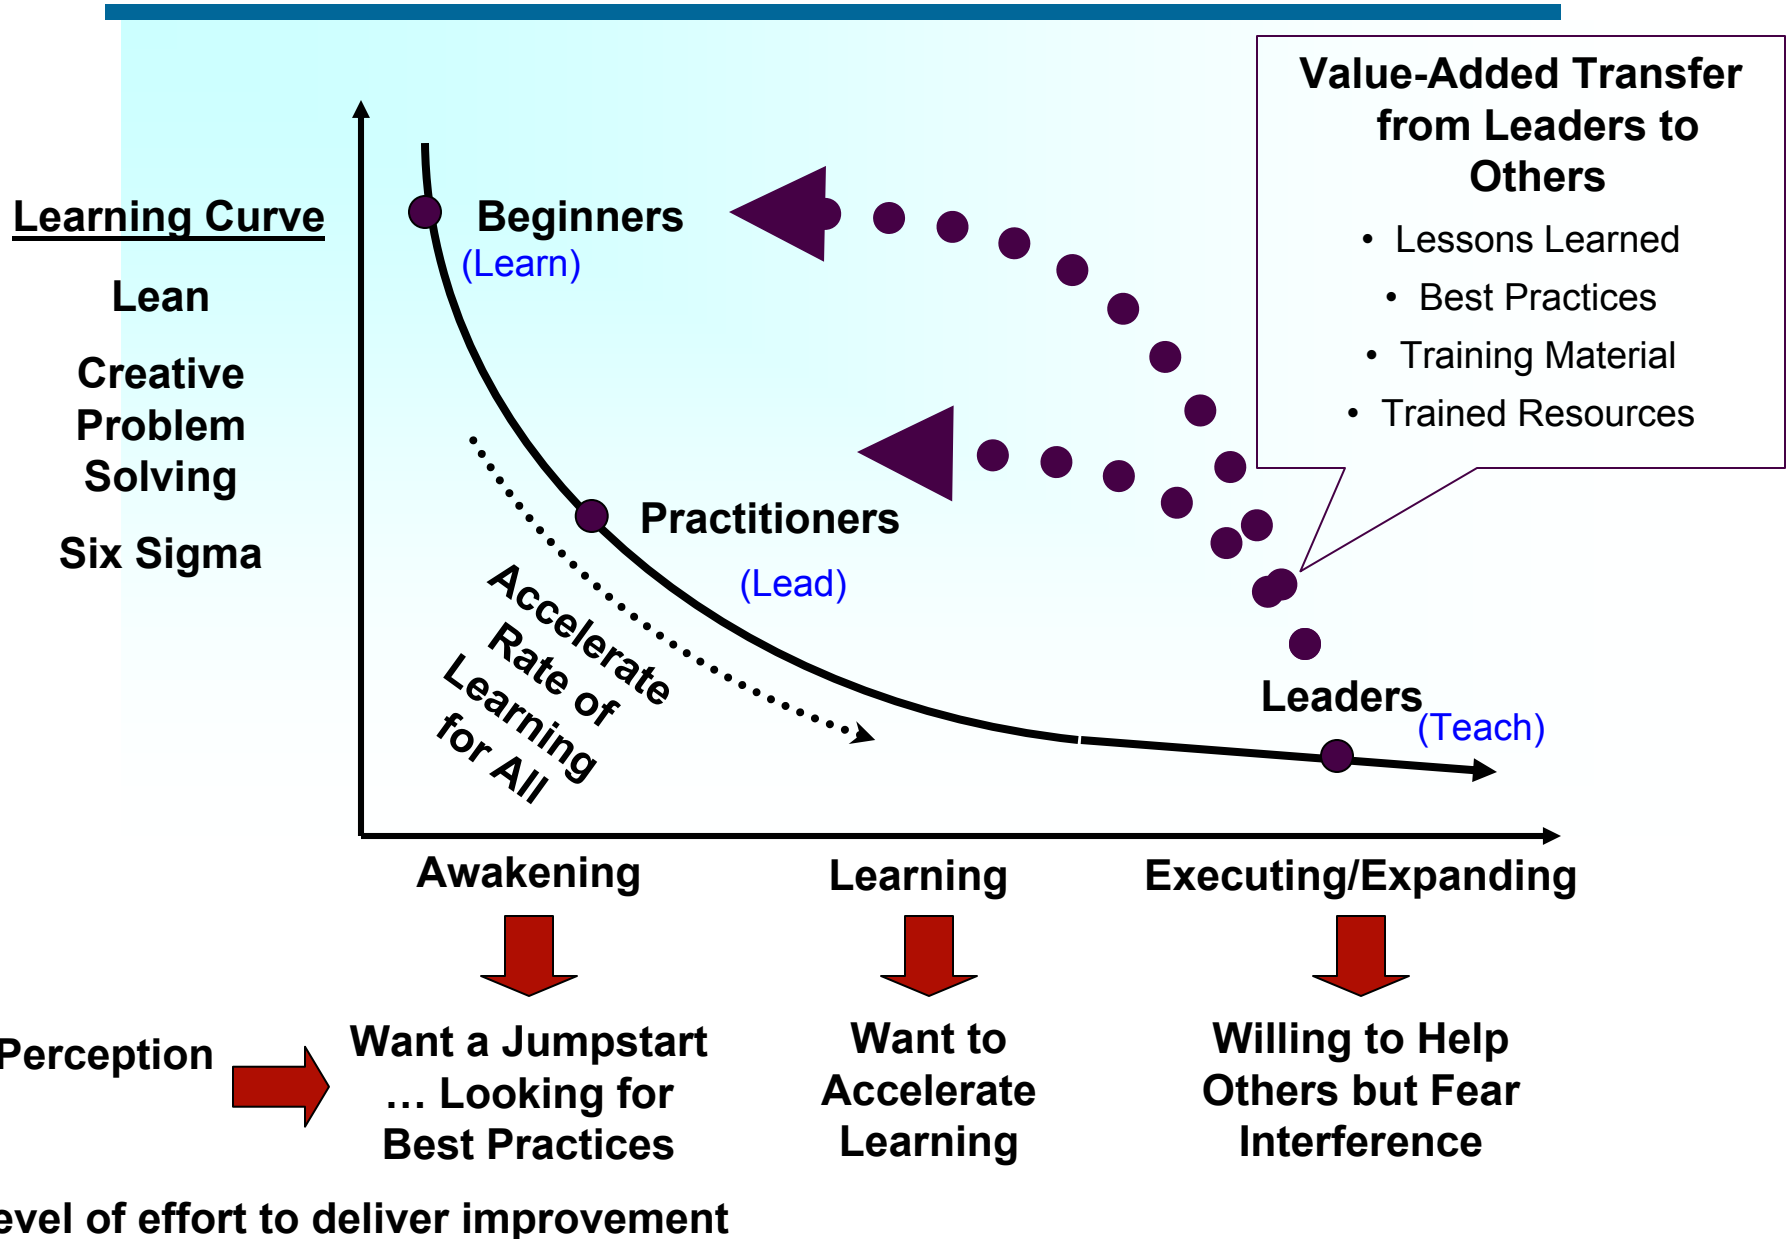 Value-Added Transfer
from Leaders to
Others
• Lessons Learned
• Best Practices
• Training Material
• Trained Resources
Learning Curve
Lean
Creative
Problem
Solving
Six Sigma
Beginners
(Learn)
Practitioners
(Lead)
Accelerate
Rate of
Learning
for All
Leaders
(Teach)
Awakening
Learning
Executing/Expanding
Perception
Want a Jumpstart
… Looking for
Best Practices
Want to
Accelerate
Learning
Willing to Help
Others but Fear
Interference
evel of effort to deliver improvement